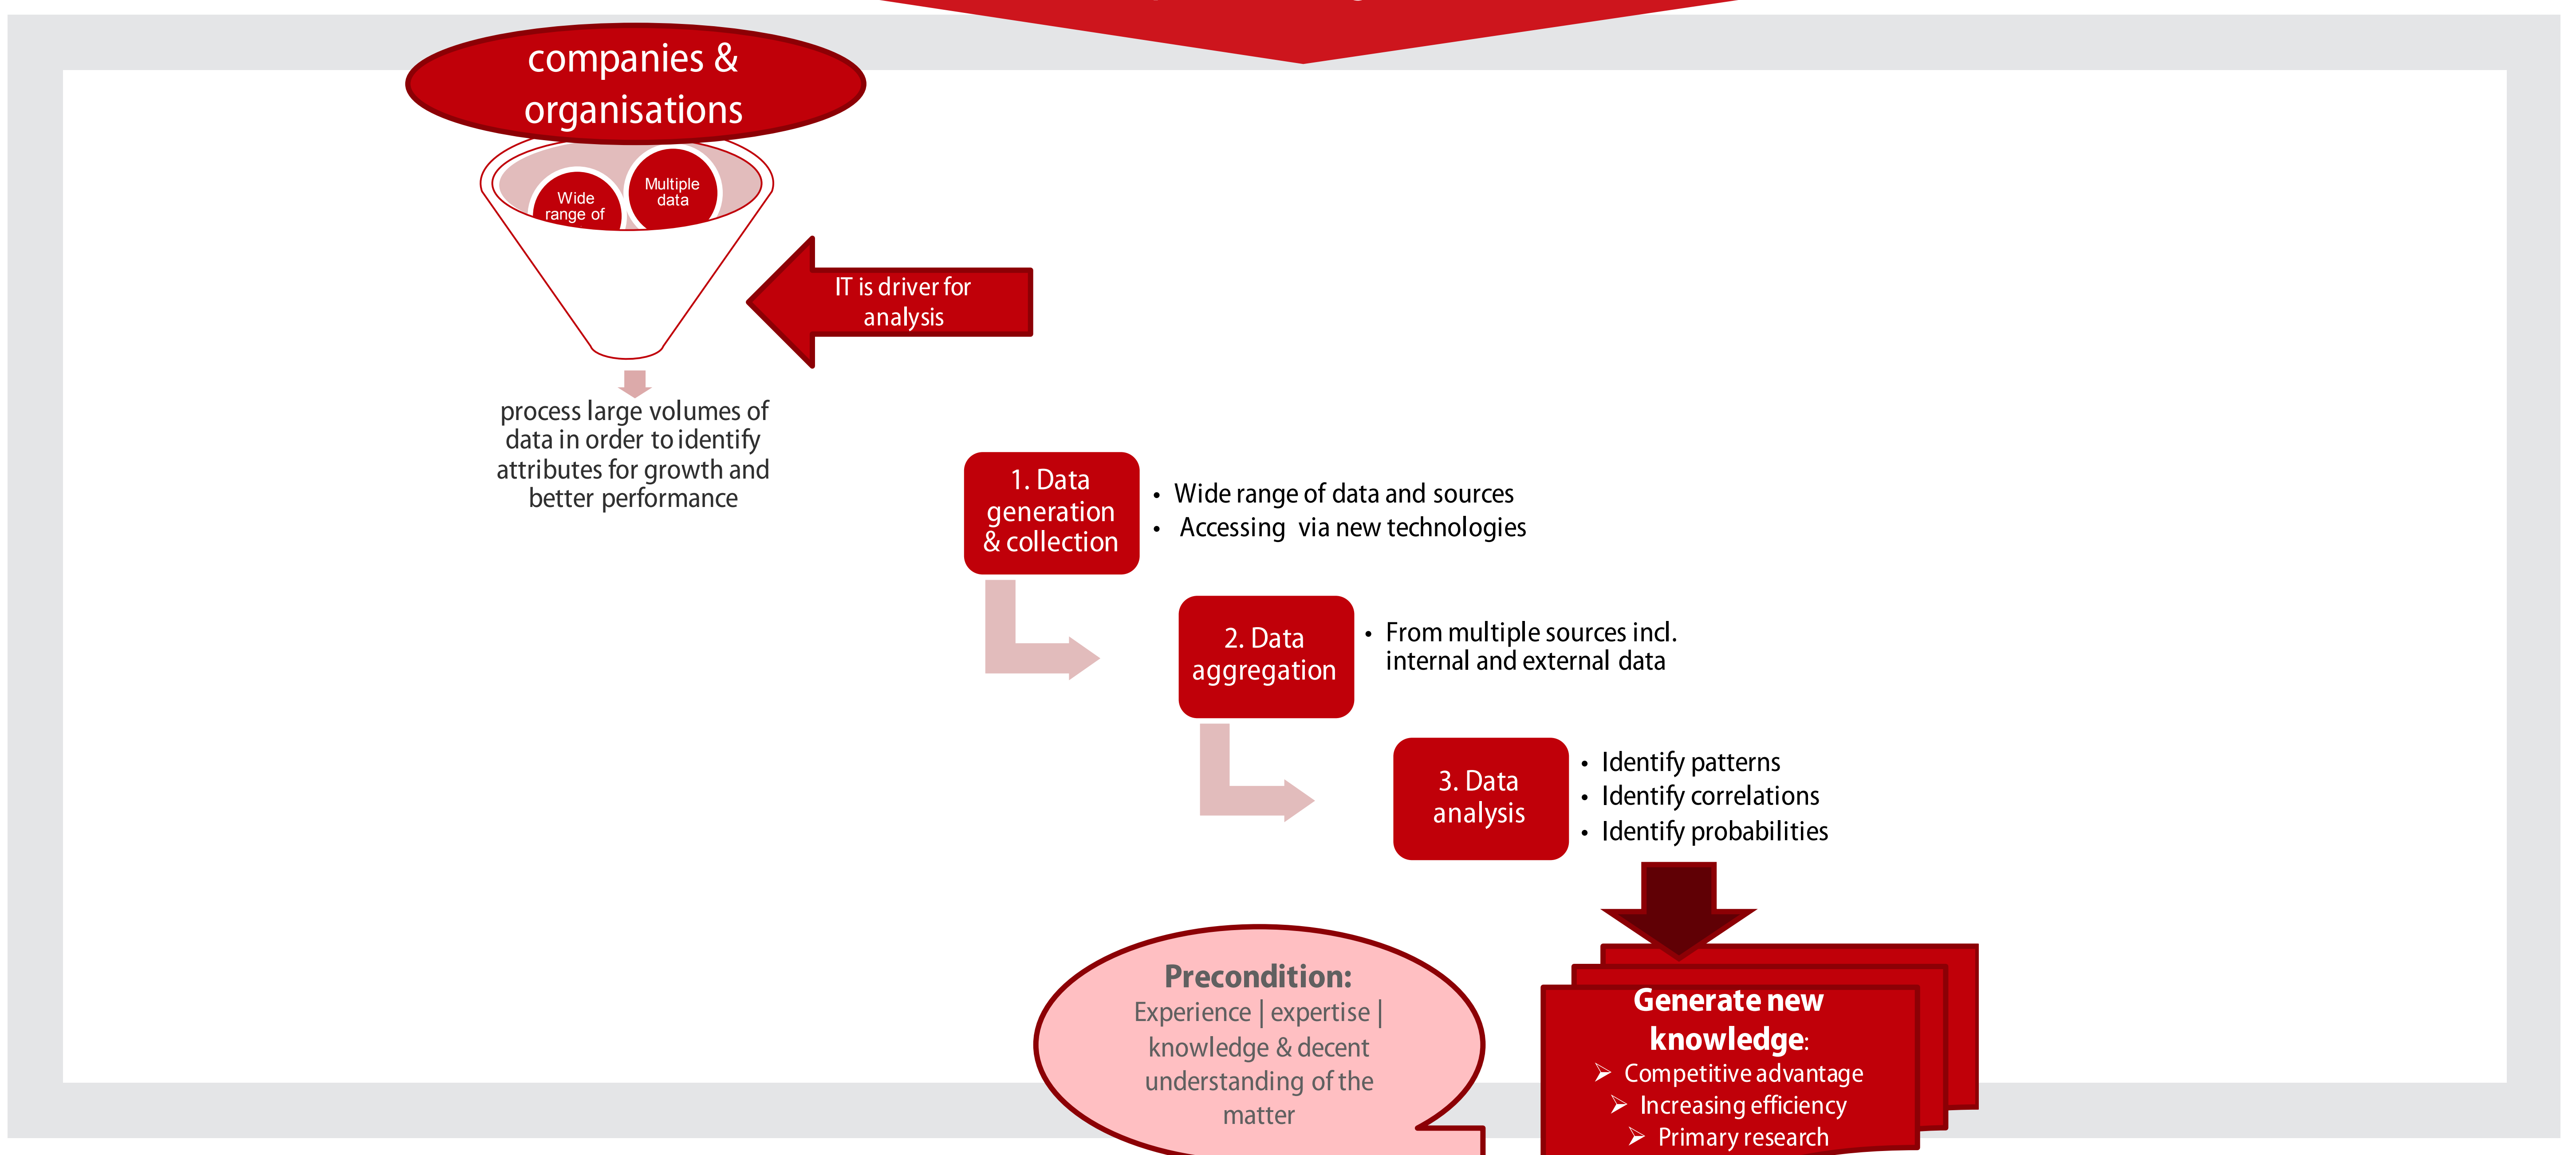 companies &
organisations
Wide
range of
Multiple
data
IT is driver for
analysis
process large volumes of
data in order to identify
attributes for growth and
better performance
1. Data
generation
& collection
• Wide range of data and sources
• Accessing via new technologies
2. Data
aggregation
• From multiple sources incl.
internal and external data
3. Data
analysis
• Identify patterns
• Identify correlations
• Identify probabilities
Precondition:
Experience | expertise |
knowledge & decent
understanding of the
matter
Generate new
knowledge:
➢ Competitive advantage
➢ Increasing efficiency
➢ Primary research